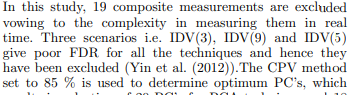 In this study, 19 composite measurements are excluded
vowing to the complexity in measuring them in real
time. Three scenarios i.e. IDV(3), IDV(9) and IDV(5)
give poor FDR for all the techniques and hence they
have been excluded (Yin et al. (2012)).The CPV method
set to 85 % is used to determine optimum PC's, which